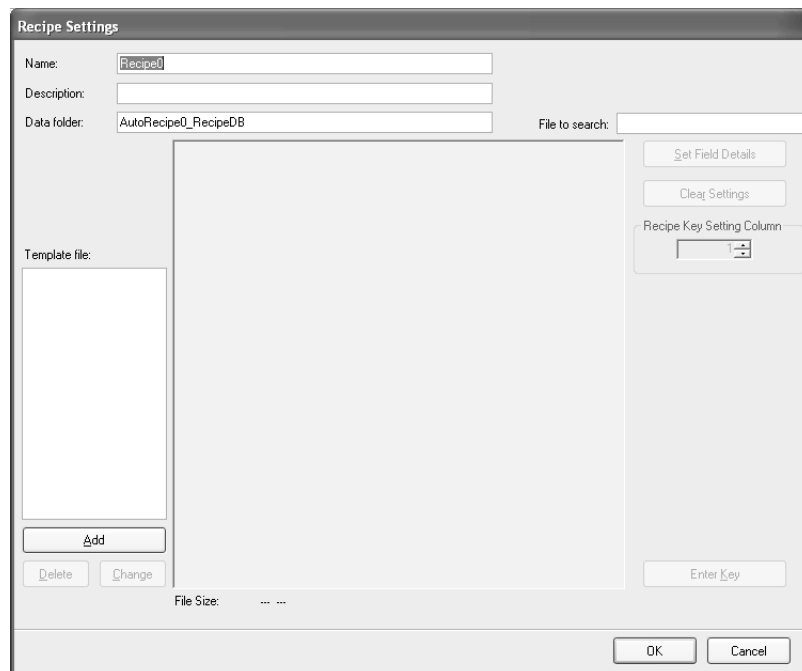 Recipe Settings
Name: Recipe0
Description:
Data folder: AutoRecipe0_RecipeDB
File to search:
Set Field Details
Clear Settings
Recipe Key Setting Column
1
Template file:
Add
Delete Change
Enter Key
File Size: --- ---
OK Cancel